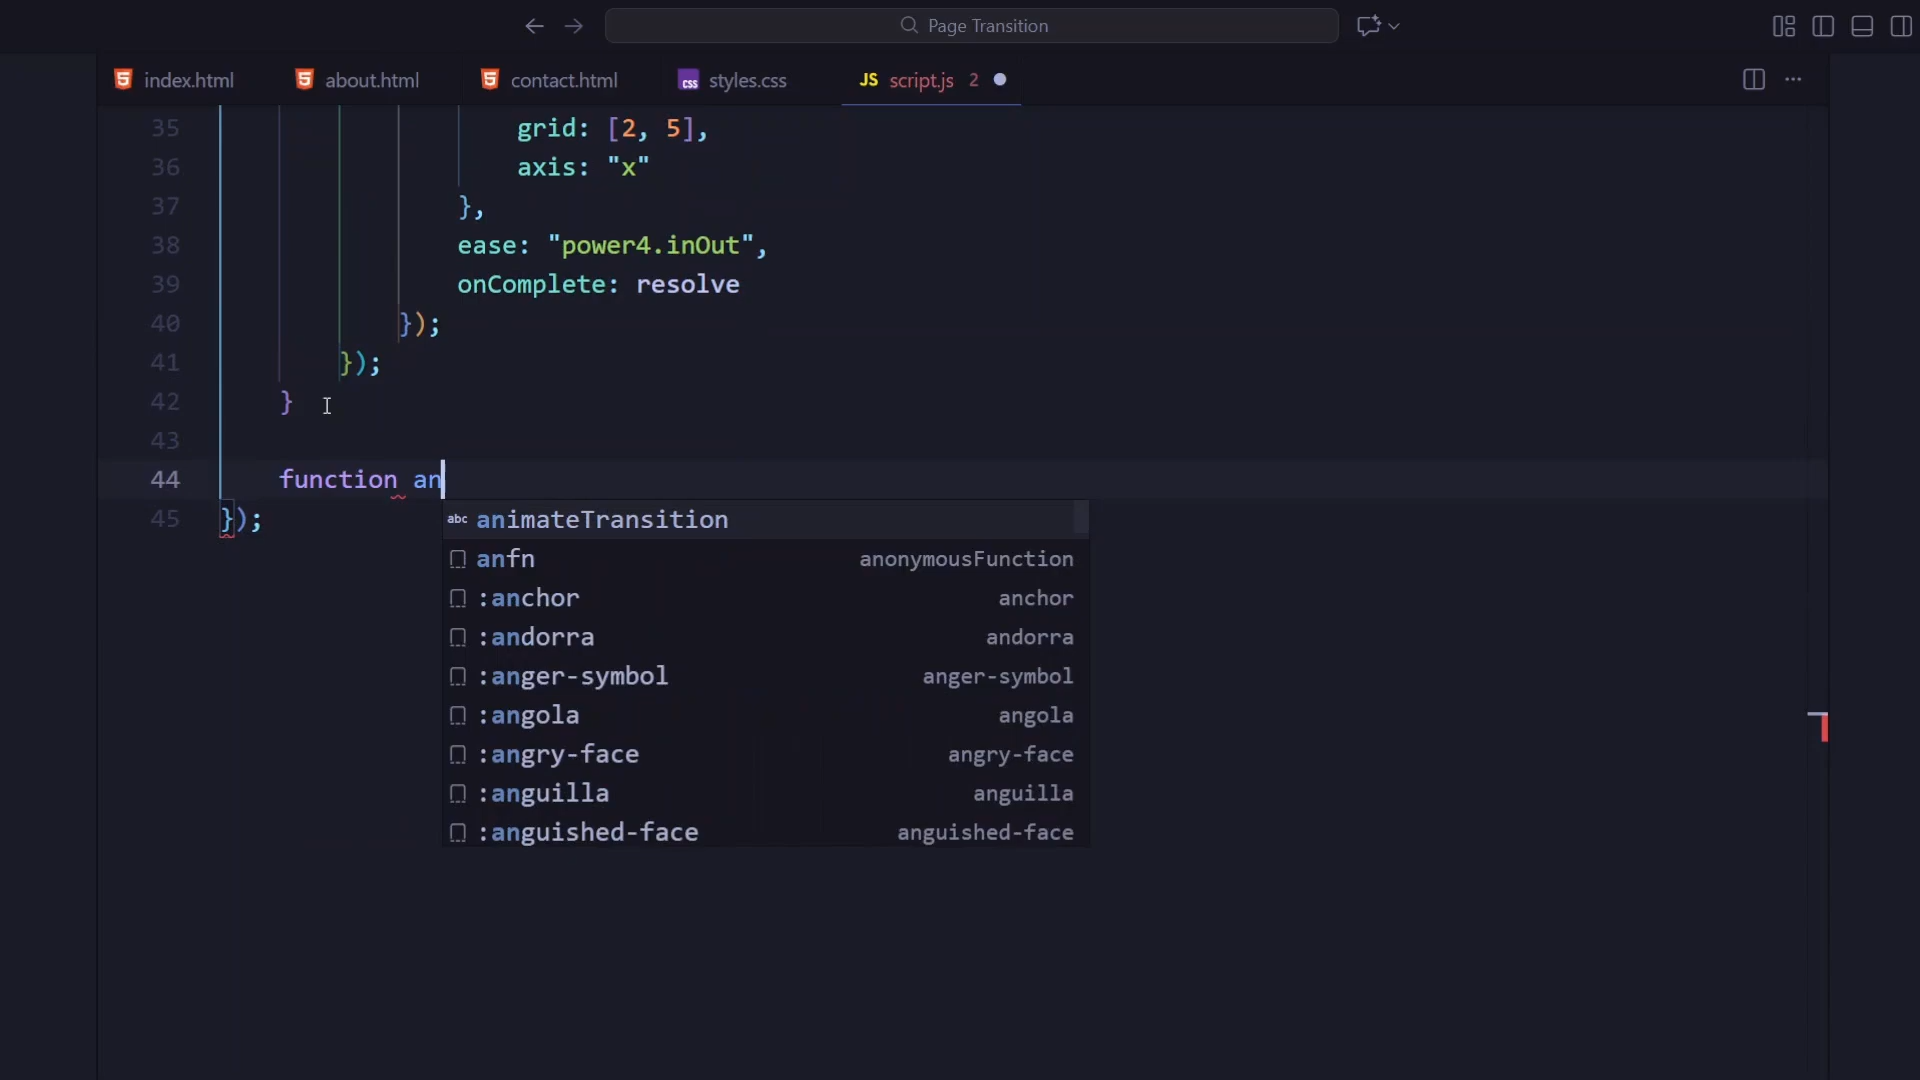 Page Transition
index.html
about.html
contact.html
css styles.css
JS script.js 2
35 grid: [2, 5],
36 axis: "x"
37 },
38 ease: "power4.inOut",
39 onComplete: resolve
40 });
41 });
42 }
43
44 function an
45 });
abc animateTransition
anfn anonymousFunction
:anchor anchor
:andorra andorra
:anger-symbol anger-symbol
:angola angola
:angry-face angry-face
:anguilla anguilla
:anguished-face anguished-face